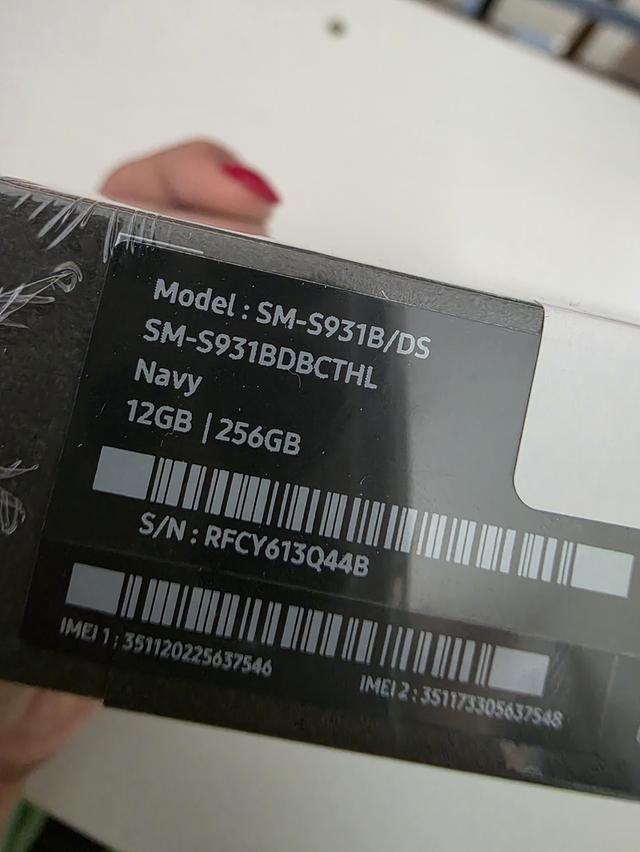 Model : SM-S931B/DS
SM-S931BDBCTHL
Navy
12GB | 256GB
S/N : RFCY613Q44B
IMEI 1 : 351120225637546
IMEI 2 : 351173305637548